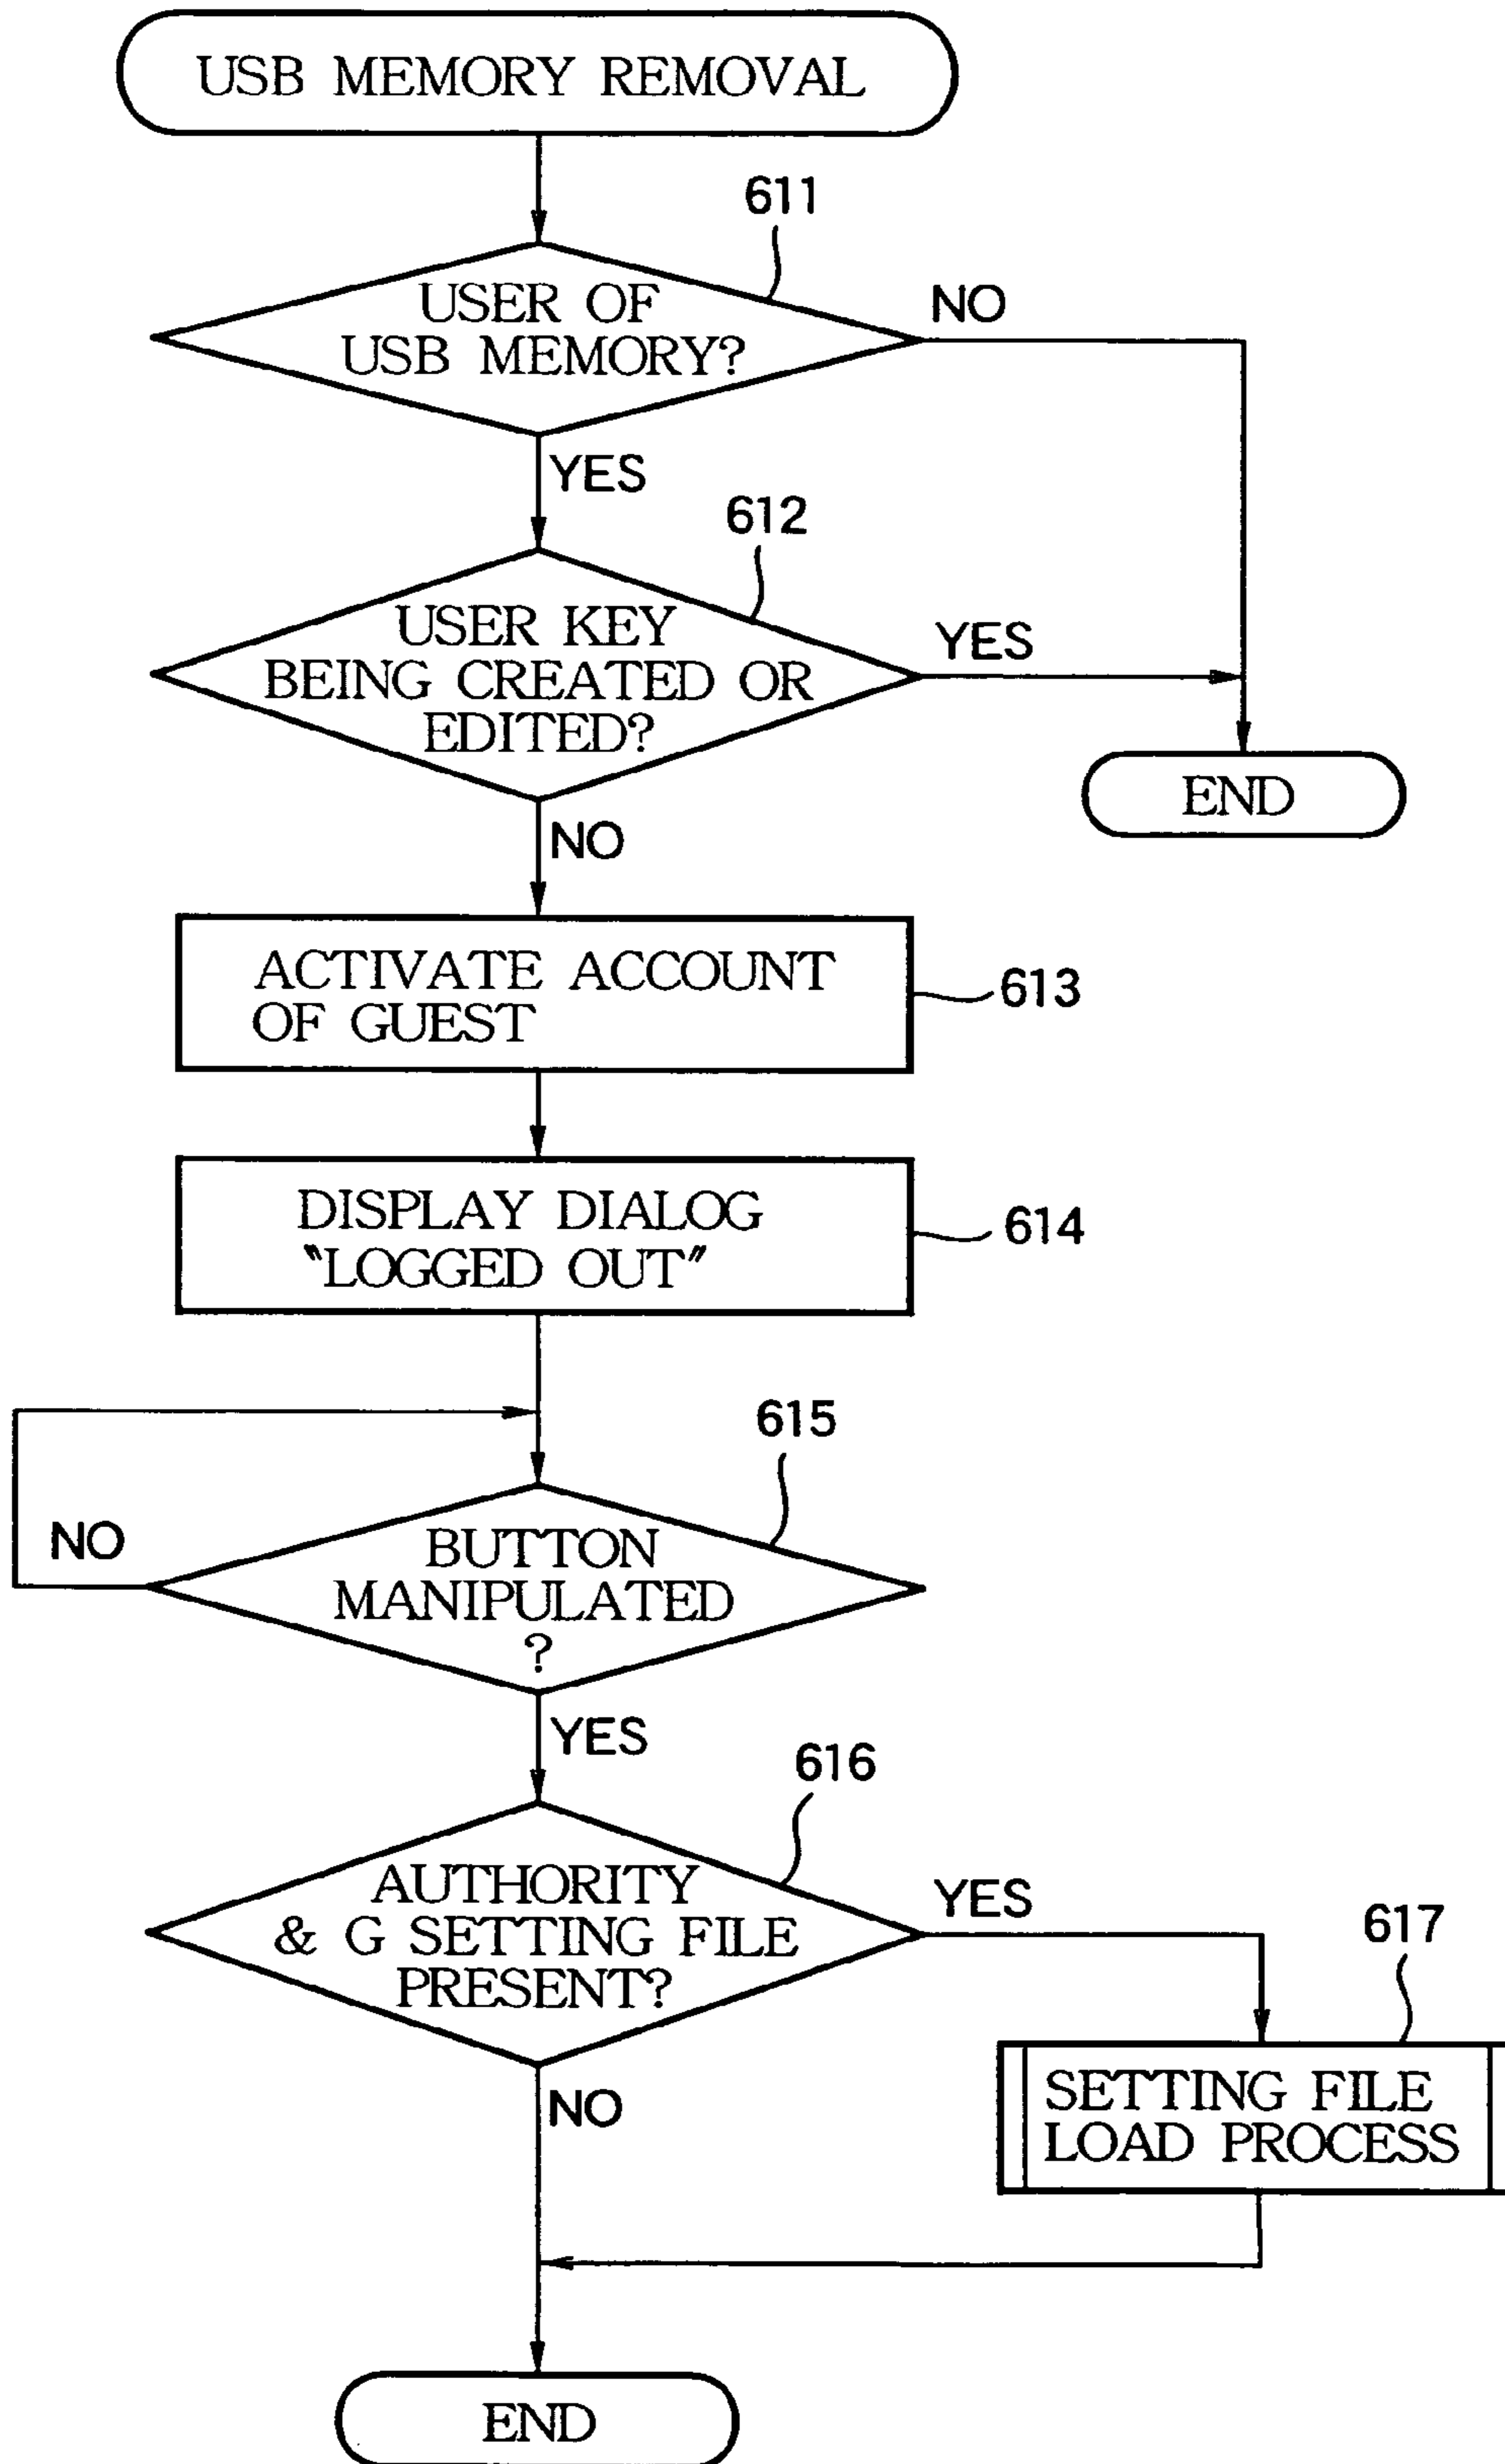 USB MEMORY REMOVAL
611
USER OF
USB MEMORY?
NO
YES
612
USER KEY
BEING CREATED OR
EDITED?
YES
END
NO
ACTIVATE ACCOUNT
OF GUEST
613
DISPLAY DIALOG
"LOGGED OUT"
614
615
NO
BUTTON
MANIPULATED
?
YES
616
AUTHORITY
& G SETTING FILE
PRESENT?
YES
617
SETTING FILE
LOAD PROCESS
NO
END